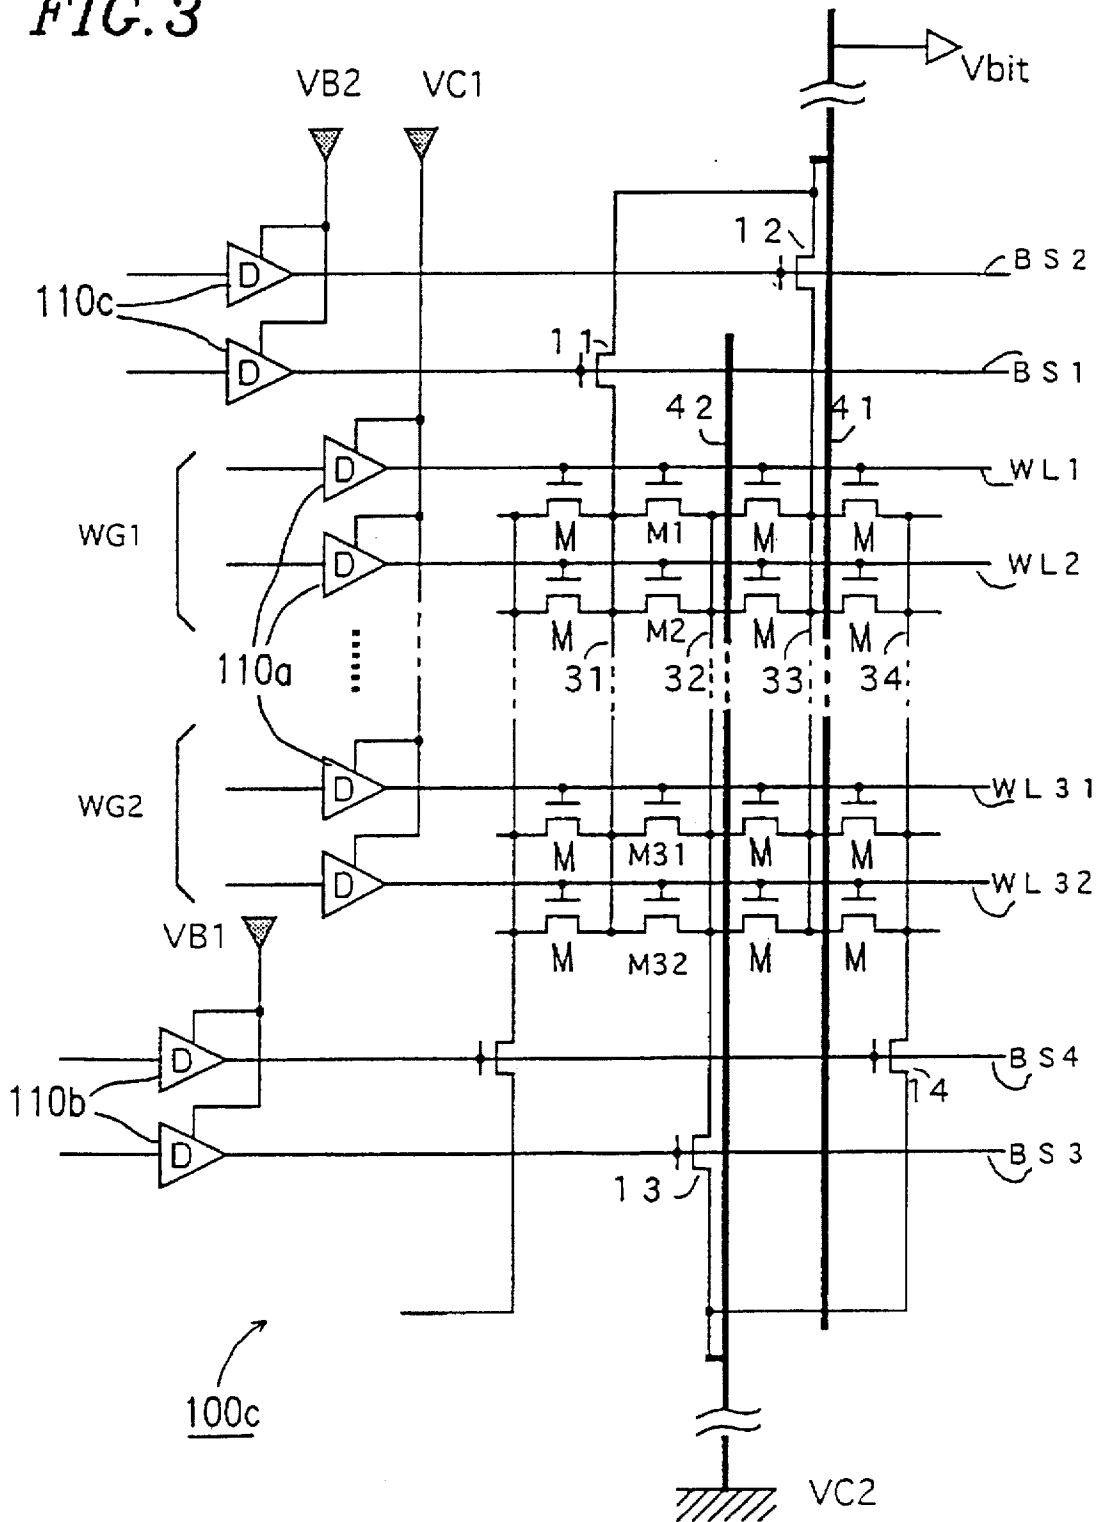 FIG.3
VB2 VC1
Vbit
12
D
BS2
110c
11
D
BS1
42 41
D
WL1
WG1
M M1 M M
D
WL2
M M2 M M
110a
31 32 33 34
D
WL31
WG2
M M31 M M
D
WL32
VB1
M M32 M M
D
BS4
14
110b
D
BS3
13
100c
VC2